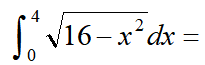 ∫₀⁴ √(16 − x²) dx =